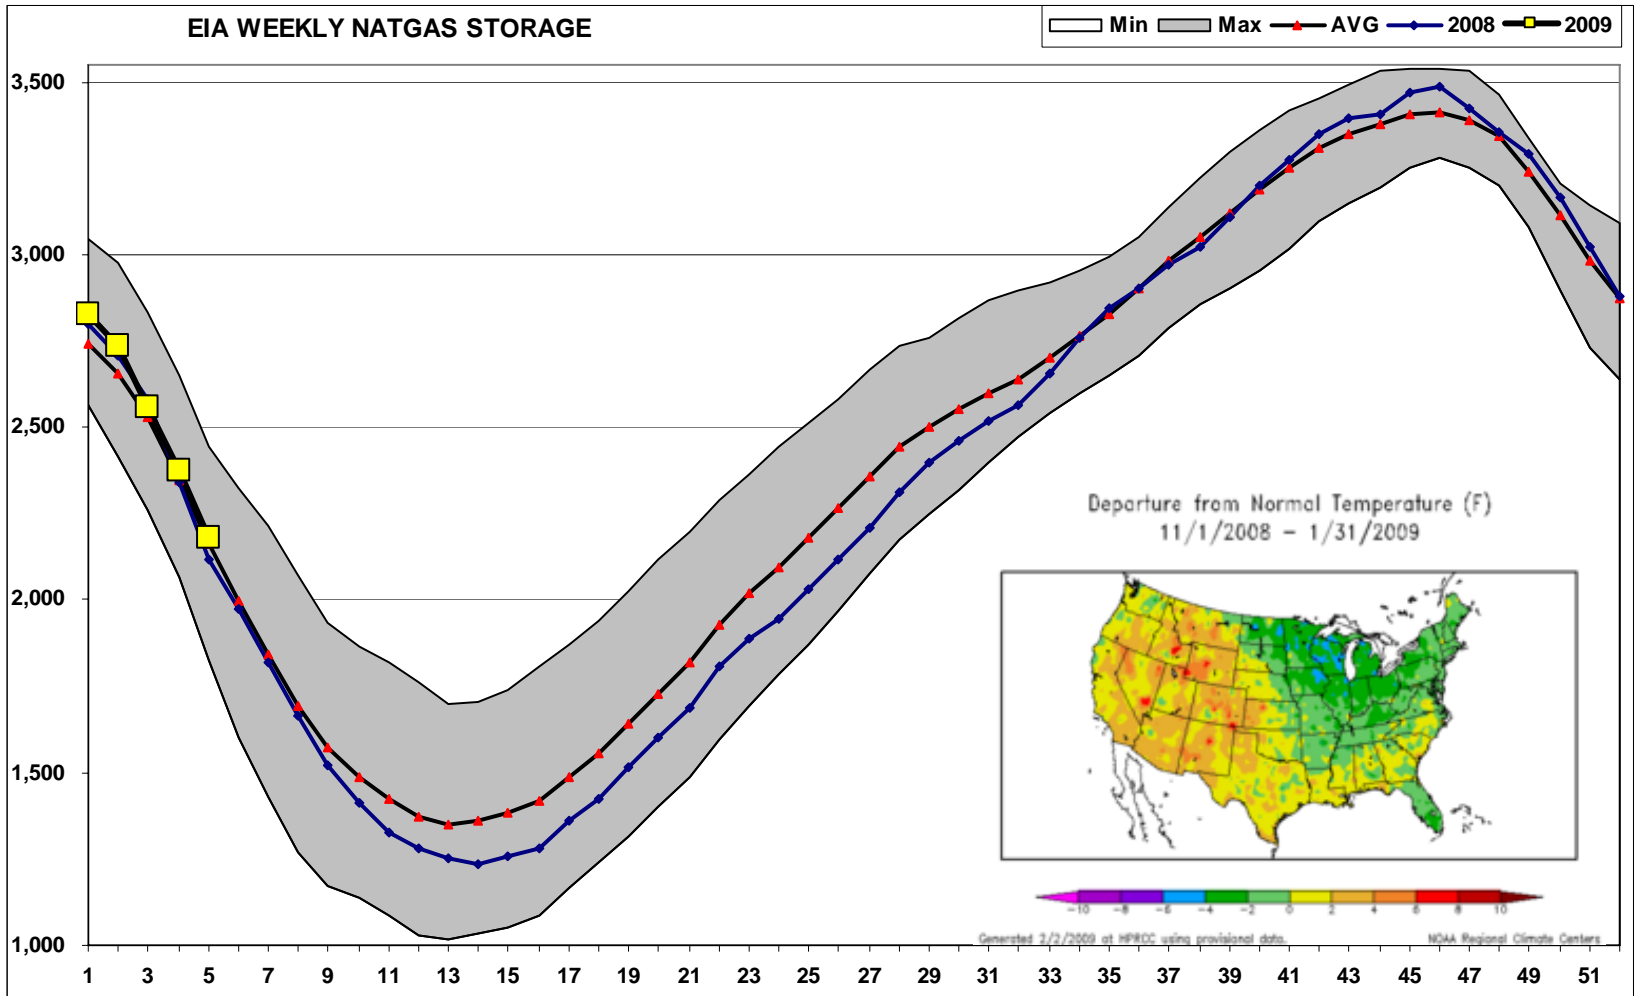 EIA WEEKLY NATGAS STORAGE
Min Max AVG 2008 2009
3,500
3,000
2,500
2,000
1,500
1,000
Departure from Normal Temperature (F)
11/1/2008 – 1/31/2009
-10 -8 -6 -4 -2 0 2 4 6 8 10
Generated 2/2/2009 at HPRCC using provisional data. NOAA Regional Climate Centers
1 3 5 7 9 11 13 15 17 19 21 23 25 27 29 31 33 35 37 39 41 43 45 47 49 51